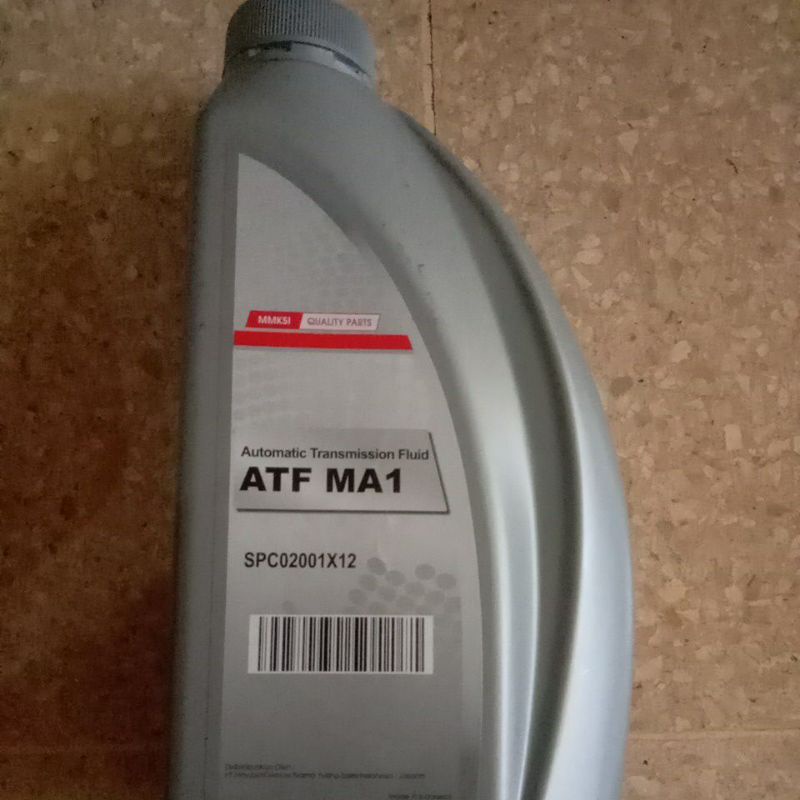 MMKSI QUALITY PARTS
Automatic Transmission Fluid
ATF MA1
SPC02001X12